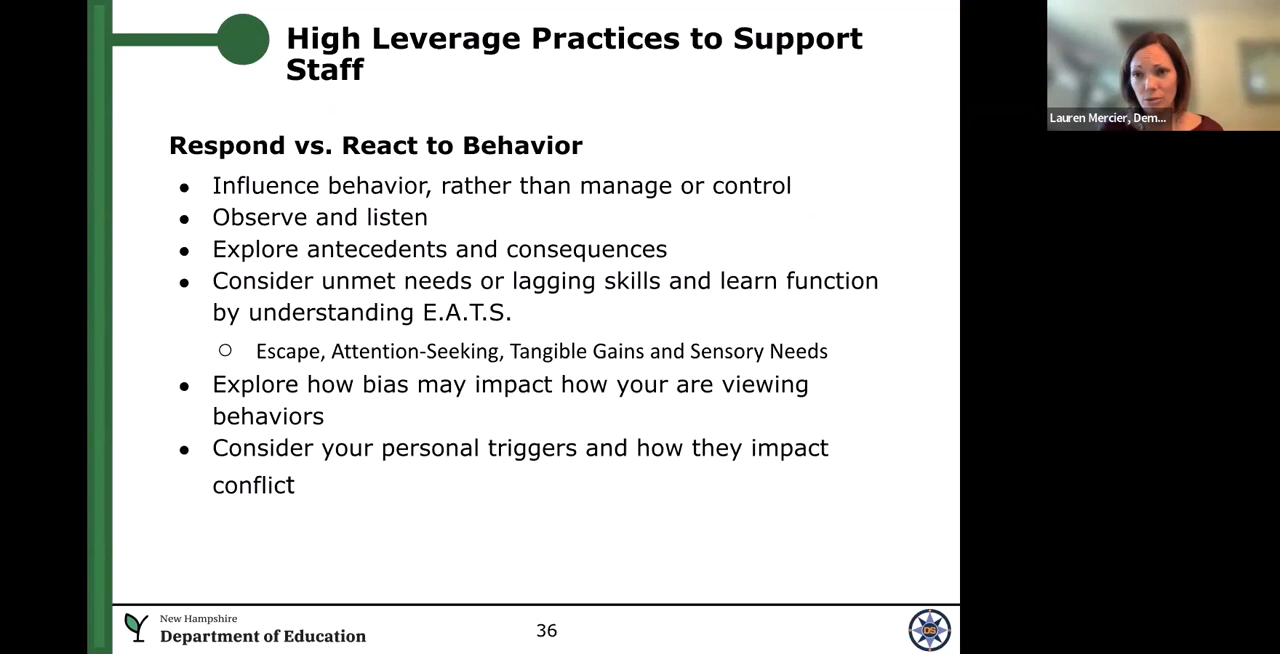 High Leverage Practices to Support
Staff
Respond vs. React to Behavior
● Influence behavior, rather than manage or control
● Observe and listen
● Explore antecedents and consequences
● Consider unmet needs or lagging skills and learn function
by understanding E.A.T.S.
○ Escape, Attention-Seeking, Tangible Gains and Sensory Needs
● Explore how bias may impact how your are viewing
behaviors
● Consider your personal triggers and how they impact
conflict
New Hampshire
Department of Education
36
DS
Lauren Mercier, Dem...